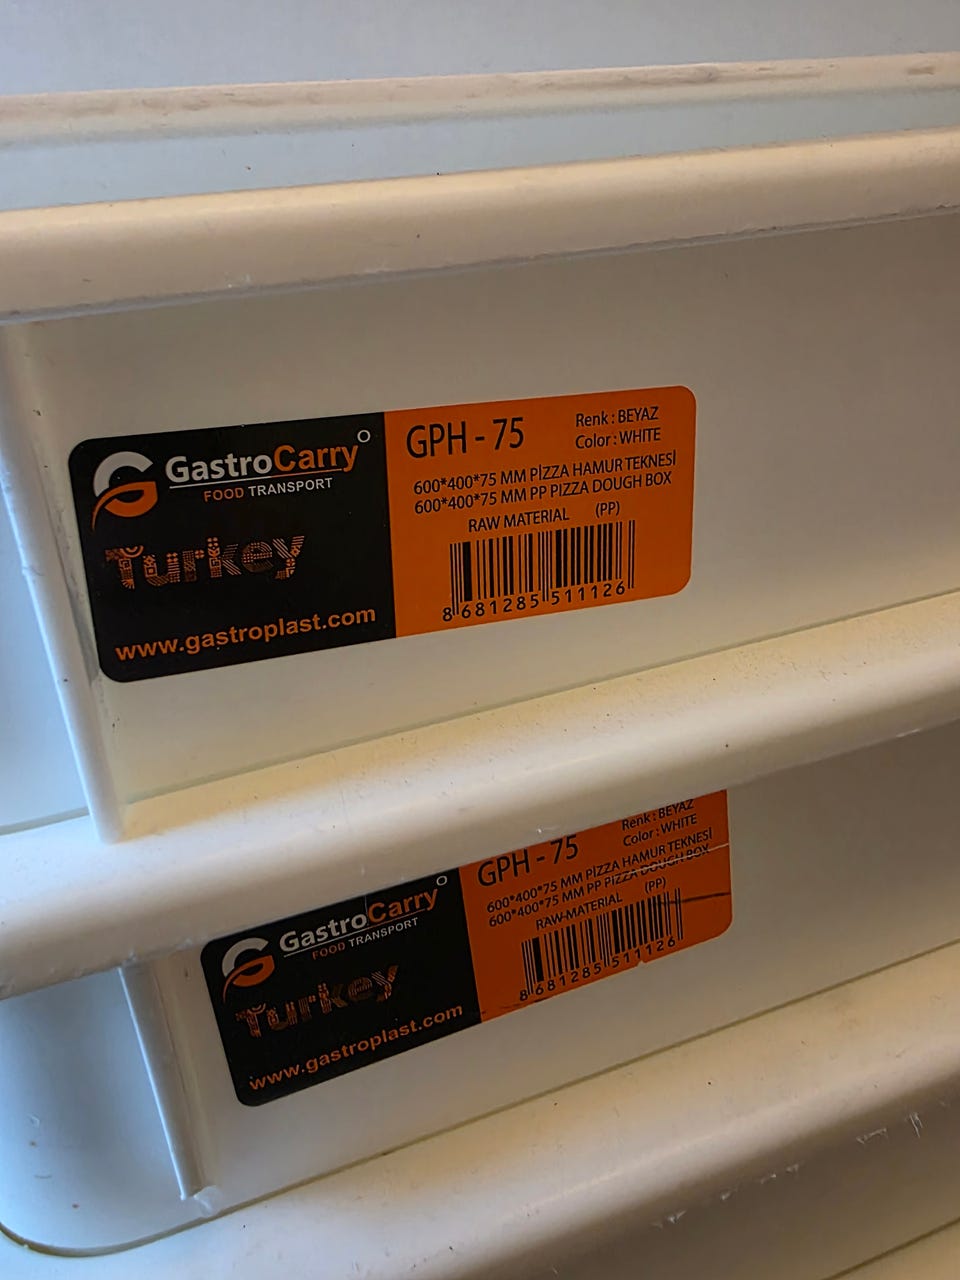 GastroCarry
FOOD TRANSPORT
Turkey
www.gastroplast.com
GPH - 75
Renk : BEYAZ
Color : WHITE
600*400*75 MM PİZZA HAMUR TEKNESİ
600*400*75 MM PP PIZZA DOUGH BOX
RAW MATERIAL (PP)
8 681285 511126
GastroCarry
FOOD TRANSPORT
Turkey
www.gastroplast.com
GPH - 75
Renk : BEYAZ
Color : WHITE
600*400*75 MM PİZZA HAMUR TEKNESİ
600*400*75 MM PP PIZZA DOUGH BOX
RAW MATERIAL (PP)
8 681285 511126